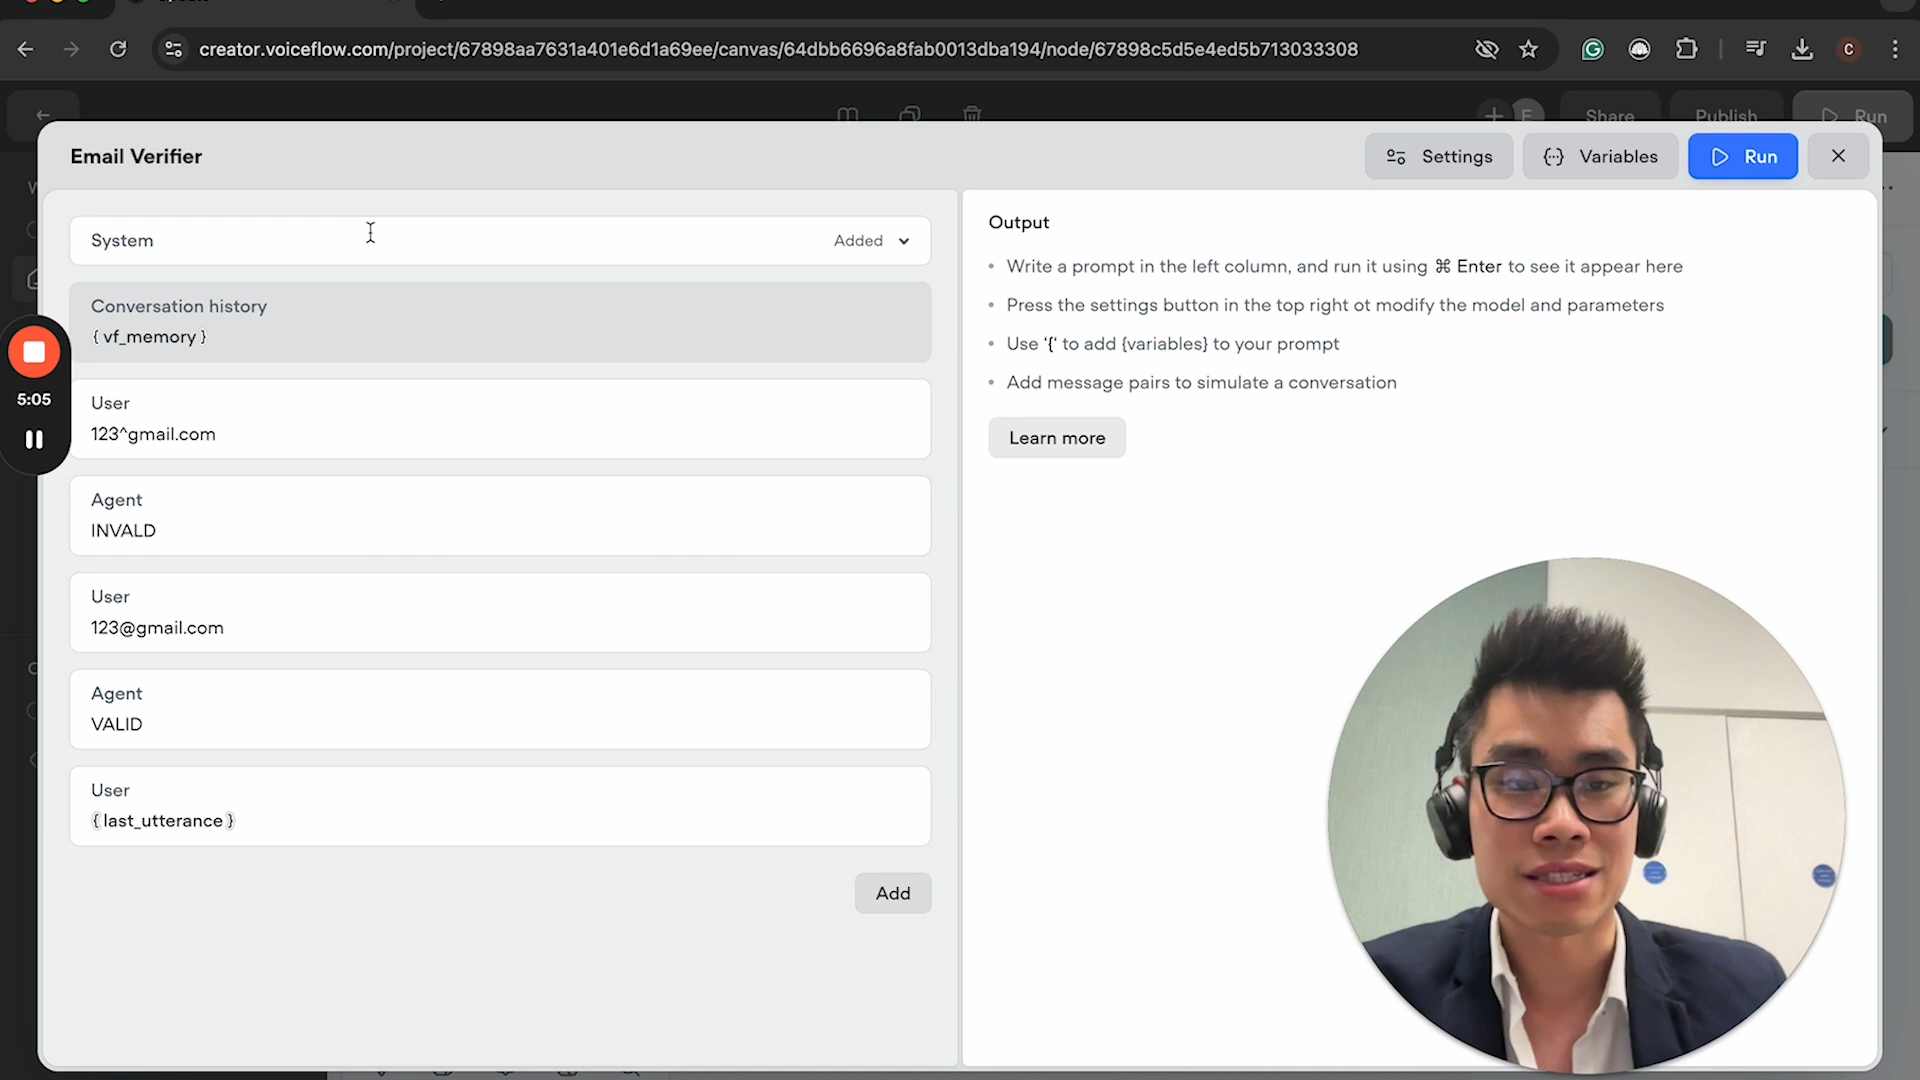 creator.voiceflow.com/project/67898aa7631a401e6d1a69ee/canvas/64dbb6696a8fab0013dba194/node/67898c5d5e4ed5b713033308
C
E Share Publish Run
Email Verifier
Settings
Variables
Run
System
Added
Conversation history
{ vf_memory }
User
123^gmail.com
Agent
INVALD
User
123@gmail.com
Agent
VALID
User
{ last_utterance }
Add
Output
• Write a prompt in the left column, and run it using ⌘ Enter to see it appear here
• Press the settings button in the top right ot modify the model and parameters
• Use ‘{‘ to add {variables} to your prompt
• Add message pairs to simulate a conversation
Learn more
5:05